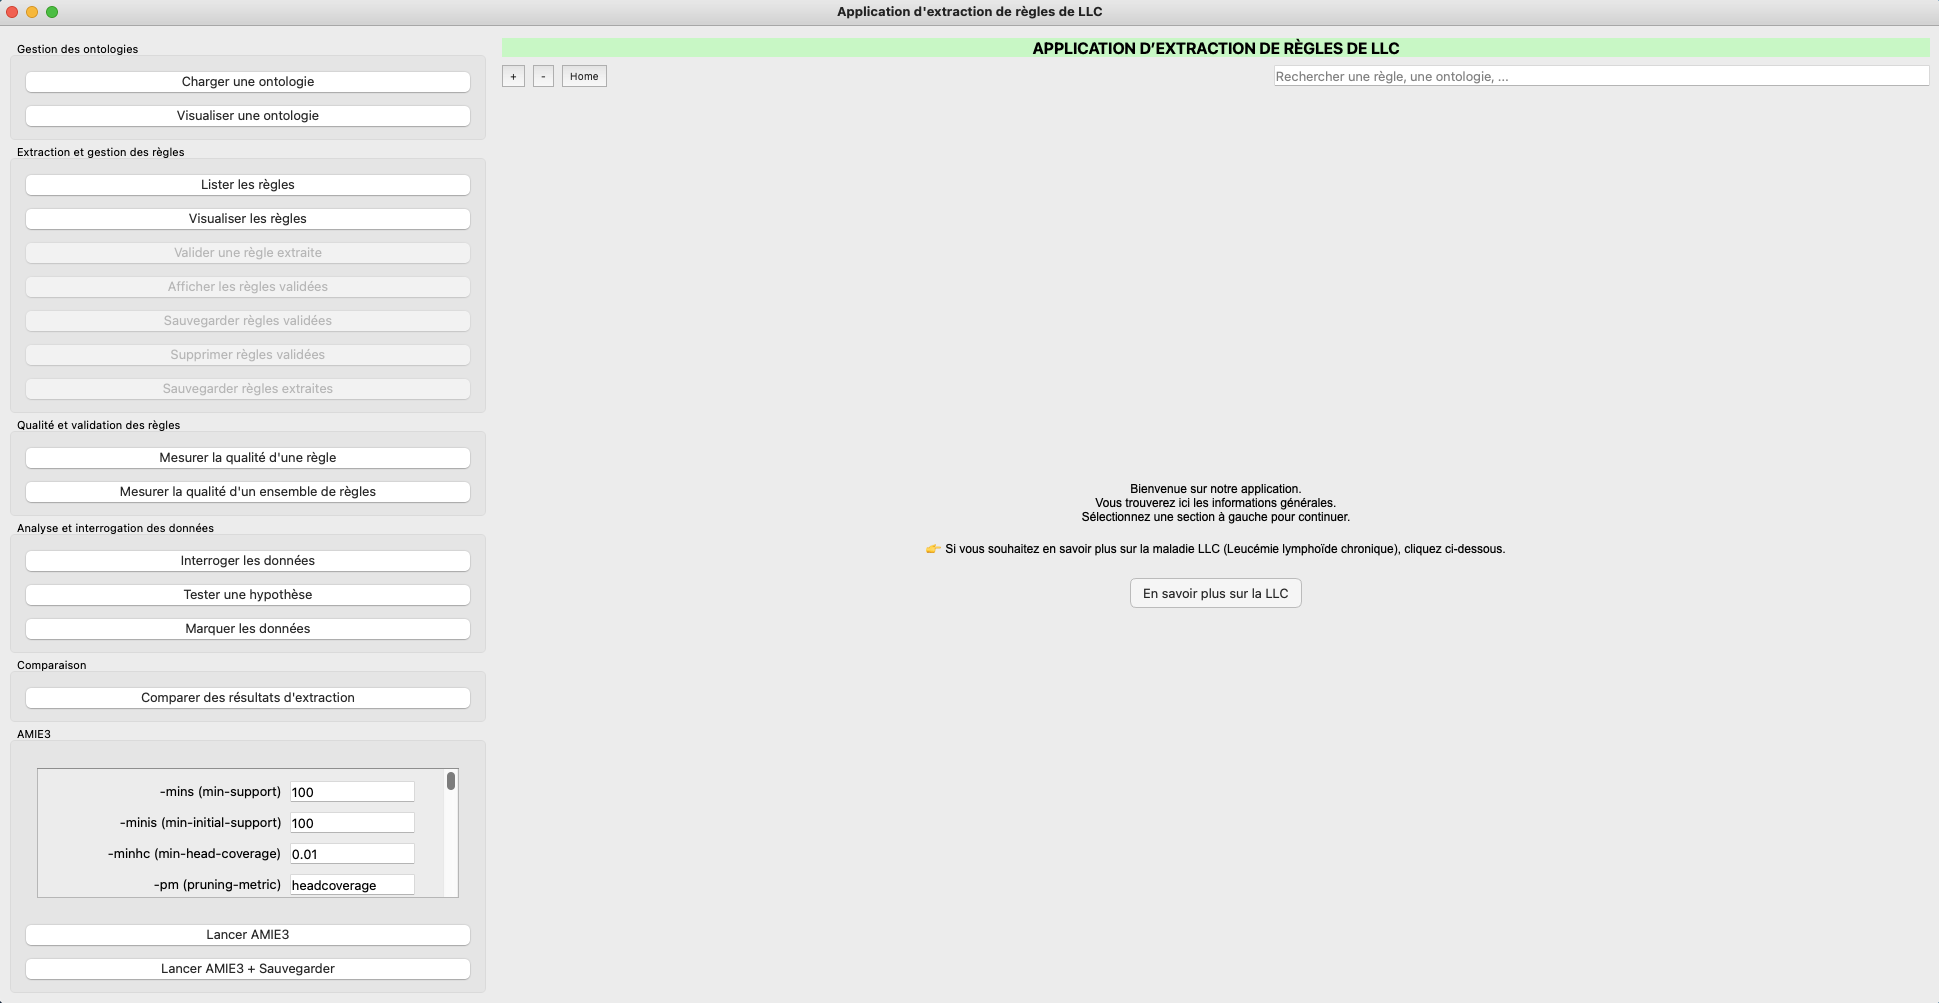 Application d'extraction de règles de LLC
Gestion des ontologies
Charger une ontologie
Visualiser une ontologie
Extraction et gestion des règles
Lister les règles
Visualiser les règles
Valider une règle extraite
Afficher les règles validées
Sauvegarder règles validées
Supprimer règles validées
Sauvegarder règles extraites
Qualité et validation des règles
Mesurer la qualité d'une règle
Mesurer la qualité d'un ensemble de règles
Analyse et interrogation des données
Interroger les données
Tester une hypothèse
Marquer les données
Comparaison
Comparer des résultats d'extraction
AMIE3
-mins (min-support) 100
-minis (min-initial-support) 100
-minhc (min-head-coverage) 0.01
-pm (pruning-metric) headcoverage
Lancer AMIE3
Lancer AMIE3 + Sauvegarder
APPLICATION D’EXTRACTION DE RÈGLES DE LLC
+ - Home Rechercher une règle, une ontologie, ...
Bienvenue sur notre application.
Vous trouverez ici les informations générales.
Sélectionnez une section à gauche pour continuer.
👉 Si vous souhaitez en savoir plus sur la maladie LLC (Leucémie lymphoïde chronique), cliquez ci-dessous.
En savoir plus sur la LLC